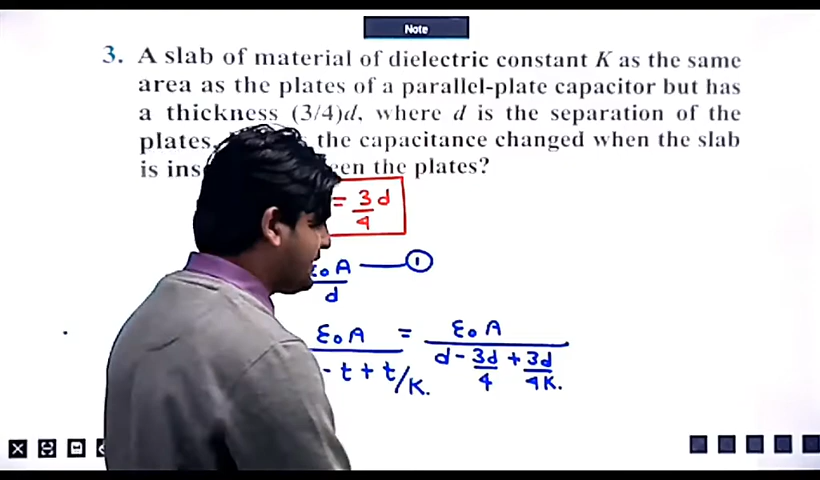 Note
3. A slab of material of dielectric constant K as the same
area as the plates of a parallel-plate capacitor but has
a thickness (3/4)d, where d is the separation of the
plates, the capacitance changed when the slab
is the plates?
= 3d/4
ε₀A/d — ①
ε₀A / - t + t/K. = ε₀A / d - 3d/4 + 3d/4K.